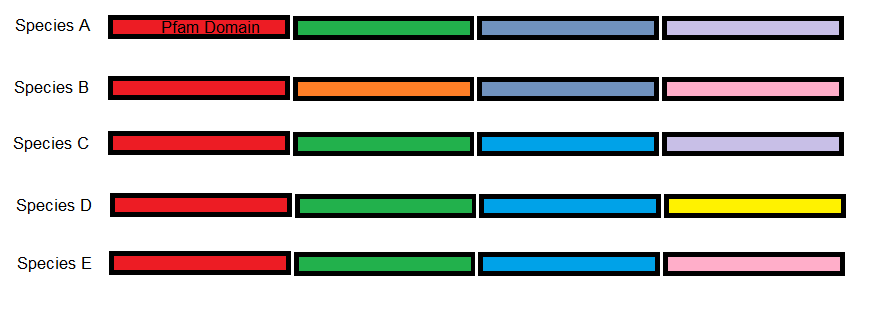 Species A
Pfam Domain
Species B
Species C
Species D
Species E